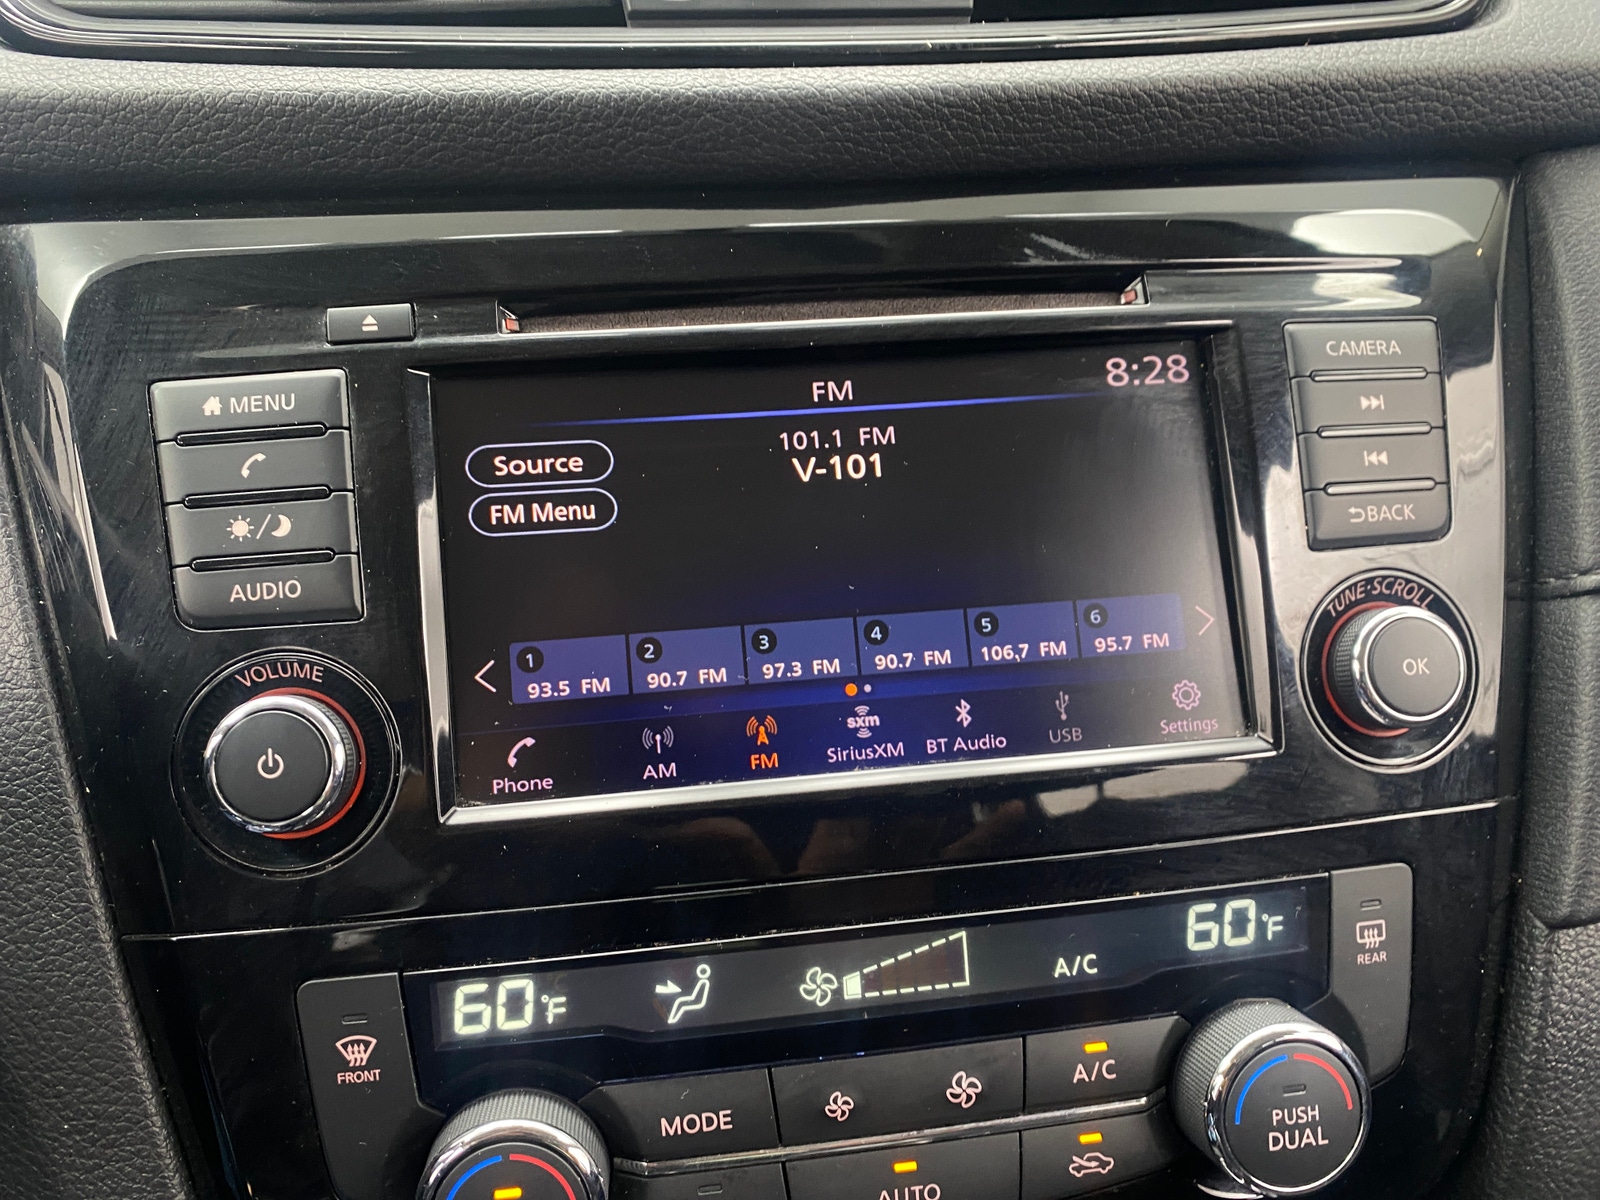 MENU
AUDIO
VOLUME
FM
8:28
101.1 FM
V-101
Source
FM Menu
1 93.5 FM
2 90.7 FM
3 97.3 FM
4 90.7 FM
5 106.7 FM
6 95.7 FM
Phone
AM
FM
sxm
SiriusXM
BT Audio
USB
Settings
CAMERA
BACK
TUNE·SCROLL
OK
60°F
A/C
60°F
FRONT
REAR
MODE
A/C
AUTO
PUSH
DUAL